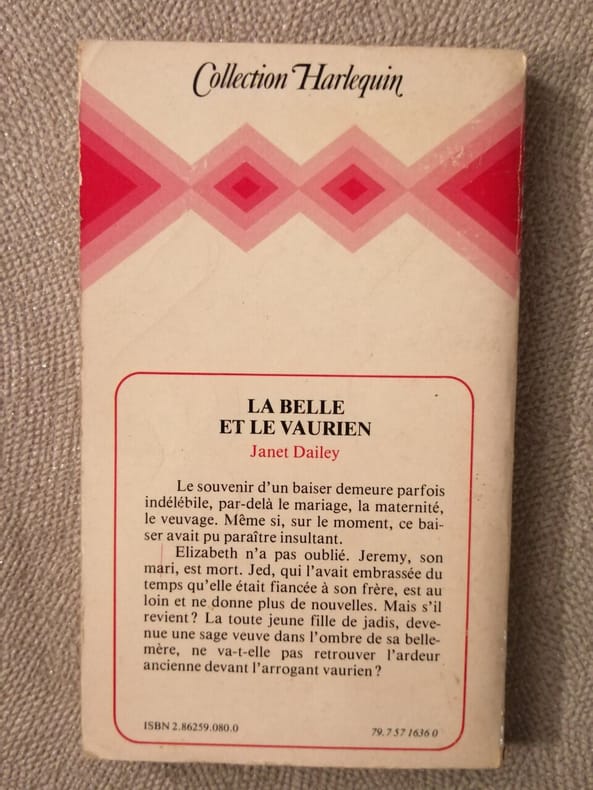 Collection Harlequin
LA BELLE
ET LE VAURIEN
Janet Dailey
Le souvenir d'un baiser demeure parfois
indélébile, par-delà le mariage, la maternité,
le veuvage. Même si, sur le moment, ce bai-
ser avait pu paraître insultant.
Elizabeth n'a pas oublié. Jeremy, son
mari, est mort. Jed, qui l'avait embrassée du
temps qu'elle était fiancée à son frère, est au
loin et ne donne plus de nouvelles. Mais s'il
revient ? La toute jeune fille de jadis, deve-
nue une sage veuve dans l'ombre de sa belle-
mère, ne va-t-elle pas retrouver l'ardeur
ancienne devant l'arrogant vaurien ?
ISBN 2.86259.080.0
79.7 57 1636 0